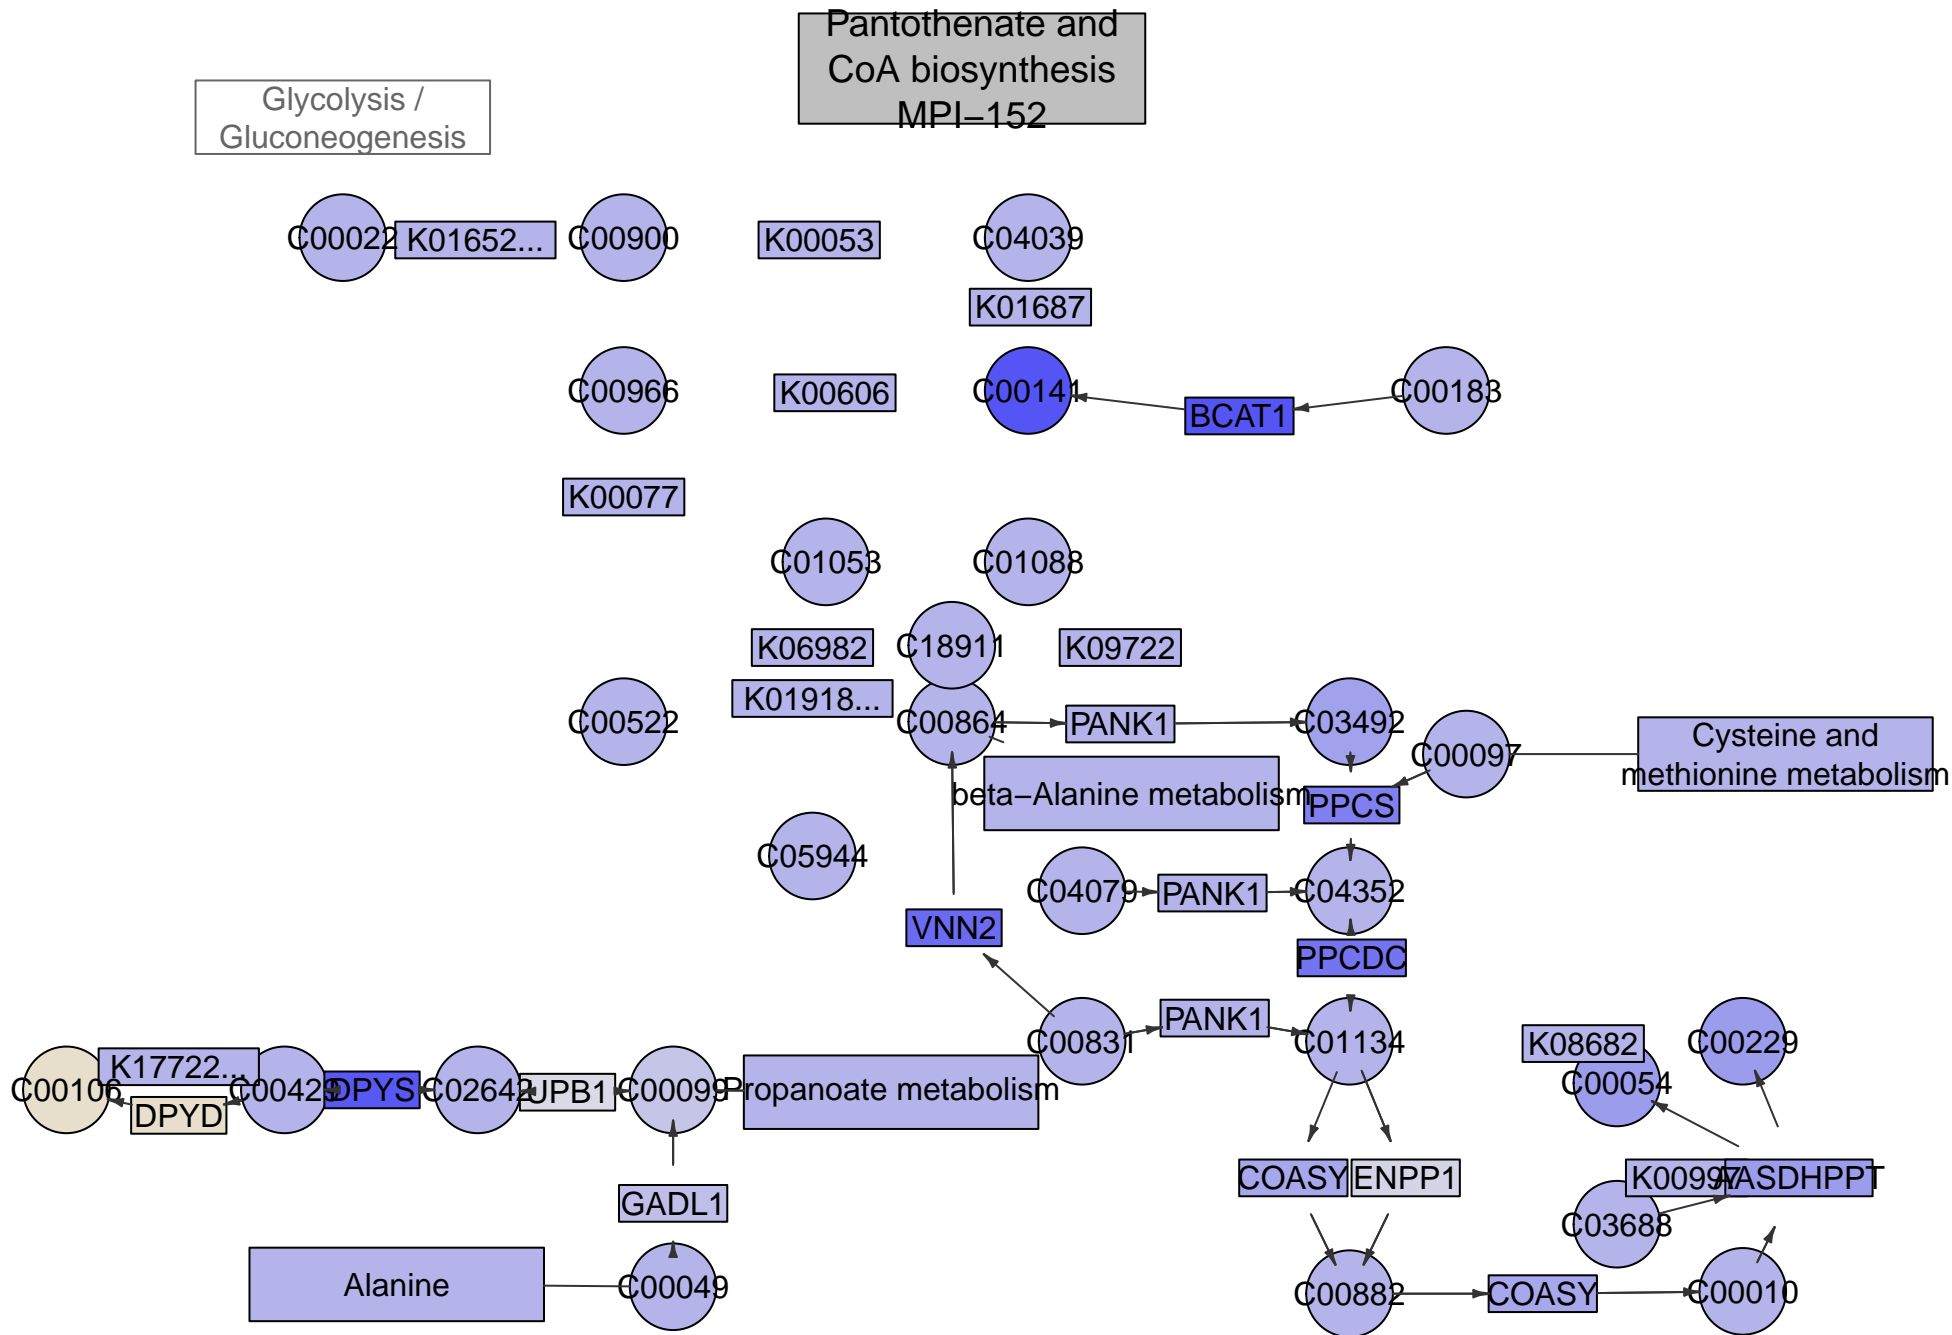 Pantothenate and
CoA biosynthesis
MPI−152
Glycolysis /
Gluconeogenesis
C00022
K01652...
C00900
K00053
C04039
K01687
C00966
K00606
C00141
BCAT1
C00183
K00077
C01053
C01088
K06982
C18911
K09722
K01918...
C00522
C00864
PANK1
C03492
C00097
Cysteine and
methionine metabolism
beta−Alanine metabolism
PPCS
C05944
C04079
PANK1
C04352
VNN2
PPCDC
C00831
PANK1
C01134
K08682
C00229
C00054
C00106
K17722...
DPYD
C00429
DPYS
C02642
UPB1
C00099
Propanoate metabolism
COASY
ENPP1
K00997
AASDHPPT
GADL1
C03688
Alanine
C00049
C00882
COASY
C00010